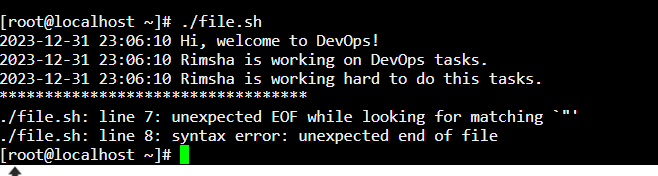 [root@localhost ~]# ./file.sh
2023-12-31 23:06:10 Hi, welcome to DevOps!
2023-12-31 23:06:10 Rimsha is working on DevOps tasks.
2023-12-31 23:06:10 Rimsha is working hard to do this tasks.
**********************************
./file.sh: line 7: unexpected EOF while looking for matching `"'
./file.sh: line 8: syntax error: unexpected end of file
[root@localhost ~]#